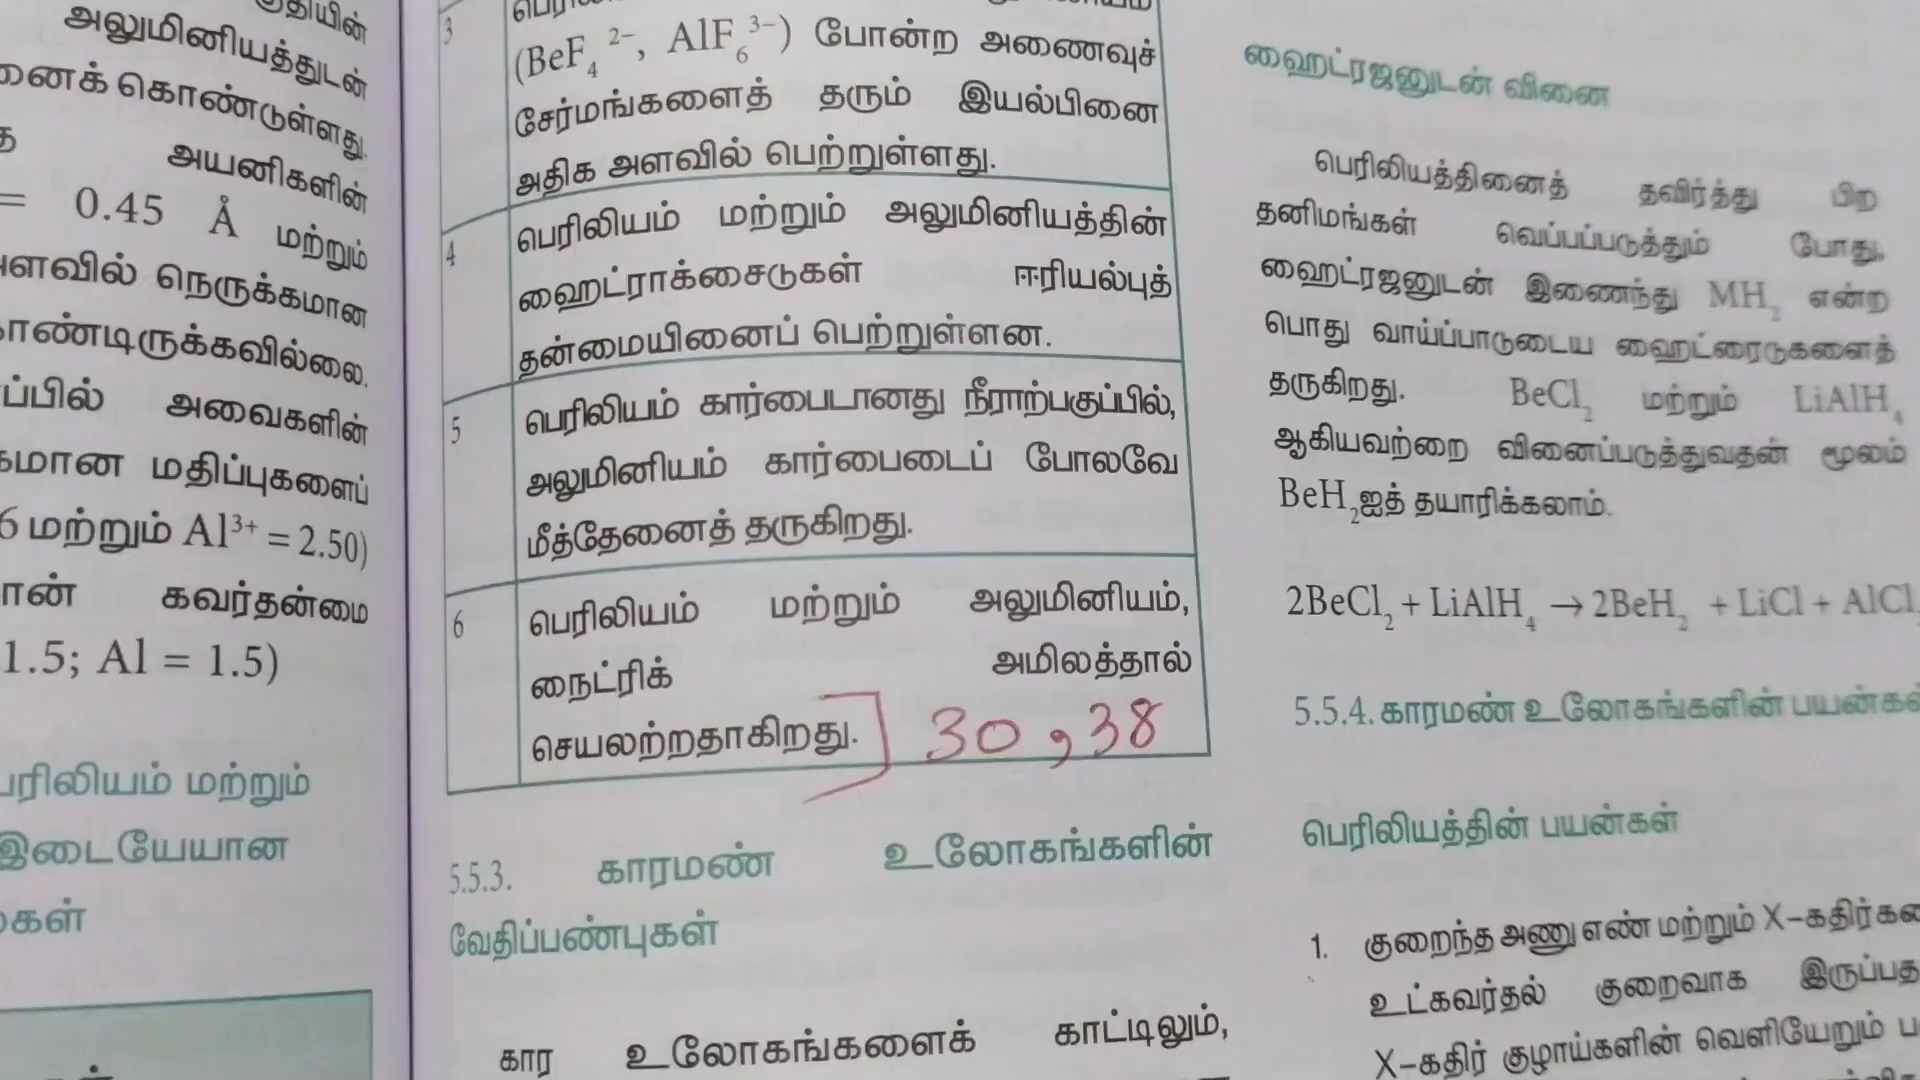 அலுமினியத்துடன்
கொண்டுள்ளது.
அயனிகளின்
= 0.45 Å மற்றும்
நெருக்கமான
அவைகளின்
மதிப்புகளைப்
மற்றும் Al³⁺ = 2.50)
கவர்தன்மை
1.5; Al = 1.5)
மற்றும்
இடையேயான
3
(BeF₄²⁻, AlF₆³⁻) போன்ற அணைவுச்
சேர்மங்களைத் தரும் இயல்பினை
அதிக அளவில் பெற்றுள்ளது.
4 பெரிலியம் மற்றும் அலுமினியத்தின்
ஹைட்ராக்சைடுகள் ஈரியல்புத்
தன்மையினைப் பெற்றுள்ளன.
5 பெரிலியம் கார்பைடானது நீராற்பகுப்பில்,
அலுமினியம் கார்பைடைப் போலவே
மீத்தேனைத் தருகிறது.
6 பெரிலியம் மற்றும் அலுமினியம்,
நைட்ரிக் அமிலத்தால்
செயலற்றதாகிறது. 30, 38
5.5.3. காரமண் உலோகங்களின்
வேதிப்பண்புகள்
கார உலோகங்களைக் காட்டிலும்,
ஹைட்ரஜனுடன் வினை
பெரிலியத்தினைத் தவிர்த்து பிற
தனிமங்கள் வெப்பப்படுத்தும் போது,
ஹைட்ரஜனுடன் இணைந்து MH₂ என்ற
பொது வாய்ப்பாடுடைய ஹைட்ரைடுகளைத்
தருகிறது. BeCl₂ மற்றும் LiAlH₄
ஆகியவற்றை வினைப்படுத்துவதன் மூலம்
BeH₂ஐத் தயாரிக்கலாம்.
2BeCl₂ + LiAlH₄ → 2BeH₂ + LiCl + AlCl
5.5.4. காரமண் உலோகங்களின் பயன்கள்
பெரிலியத்தின் பயன்கள்
1. குறைந்த அணு எண் மற்றும்
உட்கவர்தல் குறைவாக
X-கதிர் குழாய்களின் வெளியேறும்